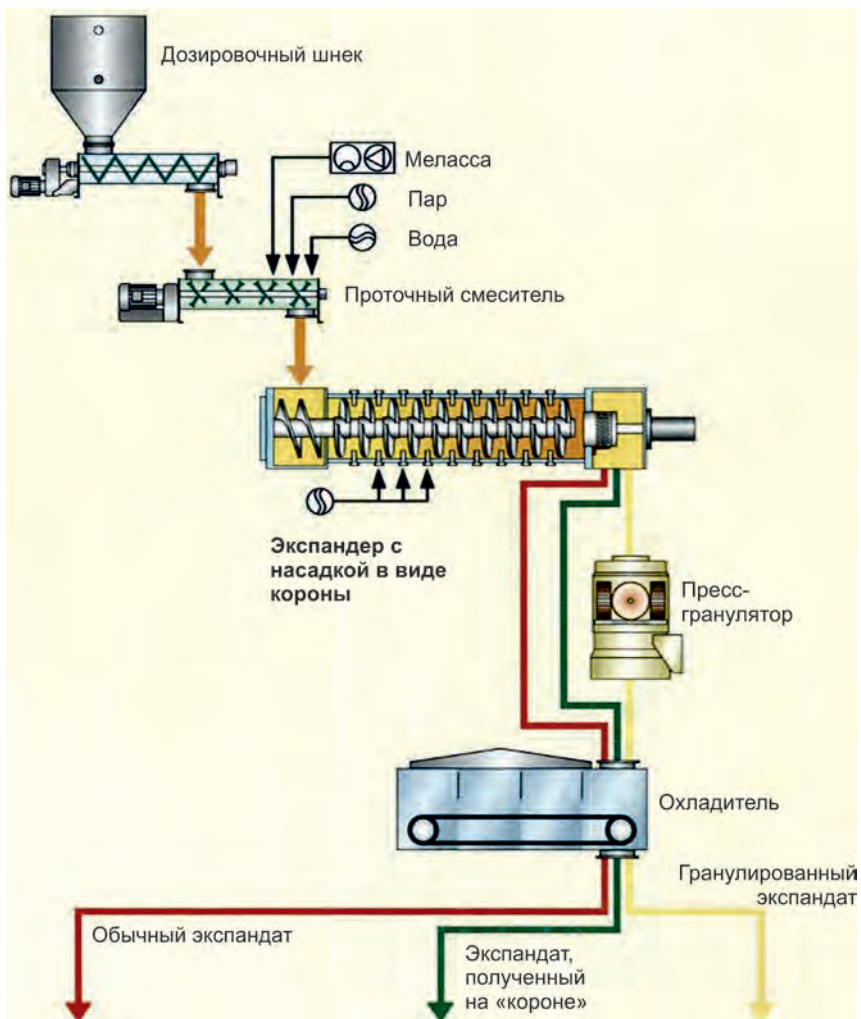 Дозировочный шнек
Меласса
Пар
Вода
Проточный смеситель
Экспандер с
насадкой в виде
короны
Пресс-
гранулятор
Охладитель
Гранулированный
экспандат
Обычный экспандат
Экспандат,
полученный
на «короне»